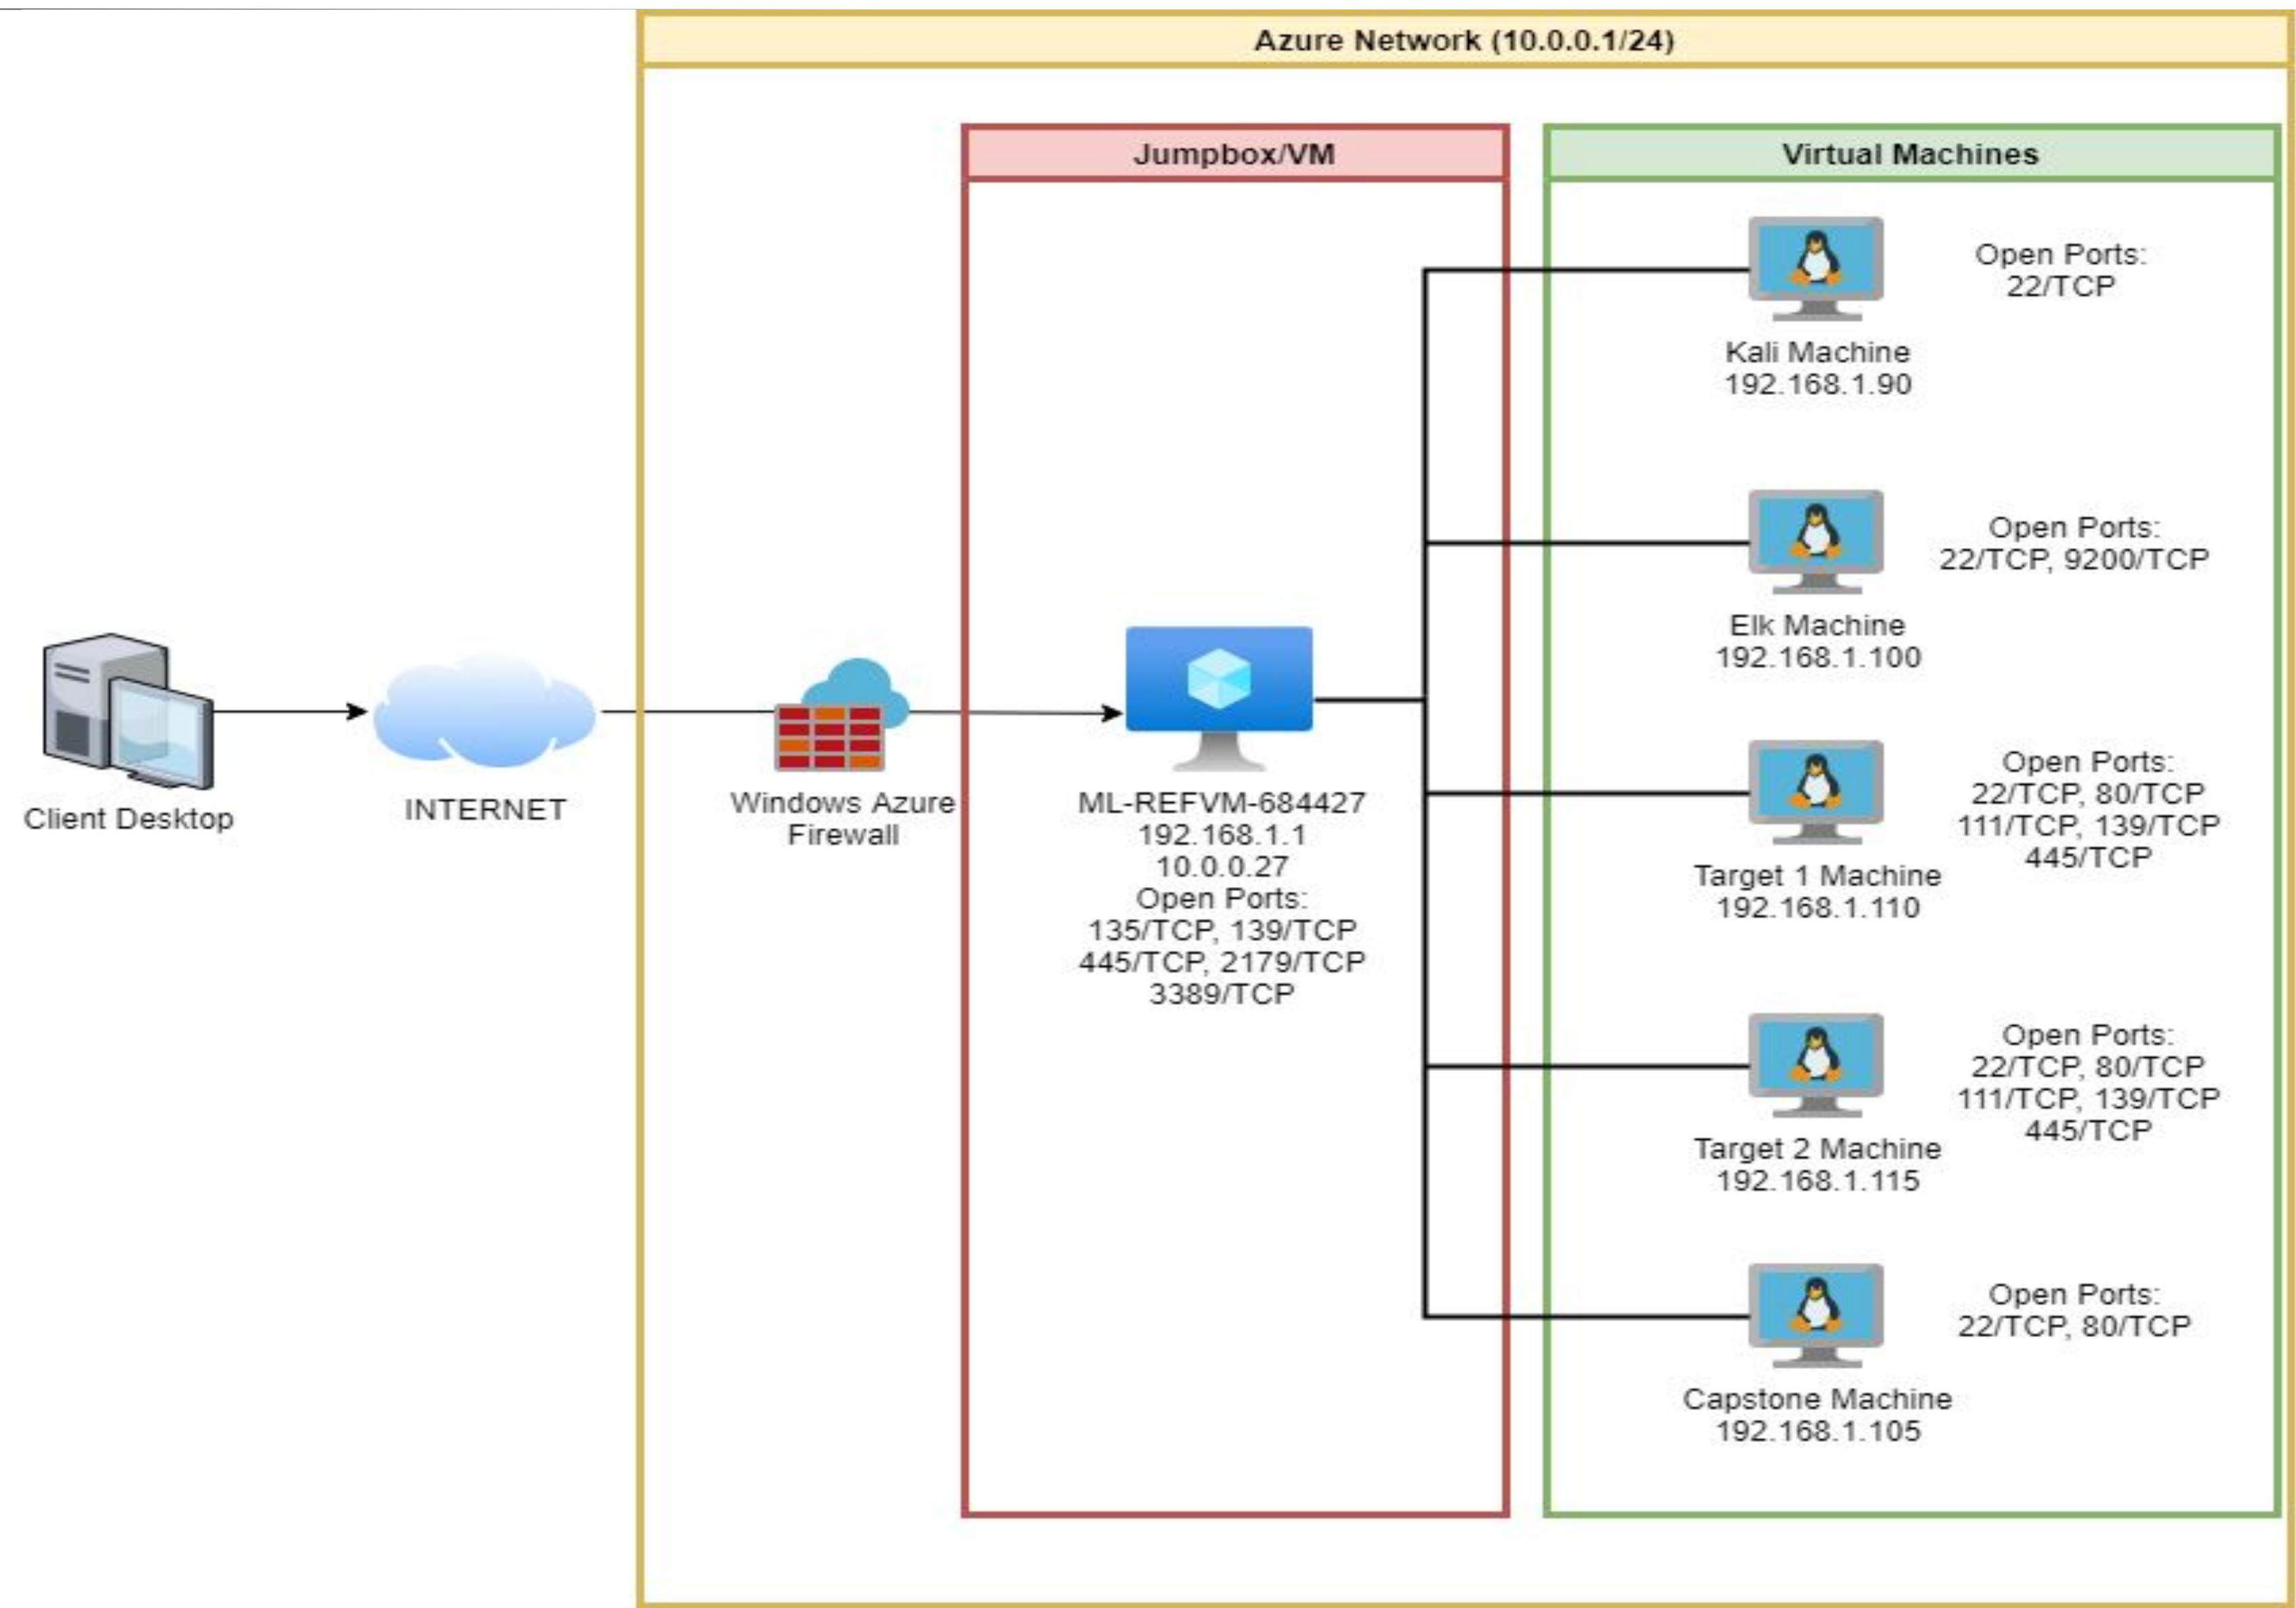 Azure Network (10.0.0.1/24)
Jumpbox/VM
Virtual Machines
Client Desktop
INTERNET
Windows Azure
Firewall
ML-REFVM-684427
192.168.1.1
10.0.0.27
Open Ports:
135/TCP, 139/TCP
445/TCP, 2179/TCP
3389/TCP
Kali Machine
192.168.1.90
Open Ports:
22/TCP
Elk Machine
192.168.1.100
Open Ports:
22/TCP, 9200/TCP
Target 1 Machine
192.168.1.110
Open Ports:
22/TCP, 80/TCP
111/TCP, 139/TCP
445/TCP
Target 2 Machine
192.168.1.115
Open Ports:
22/TCP, 80/TCP
111/TCP, 139/TCP
445/TCP
Capstone Machine
192.168.1.105
Open Ports:
22/TCP, 80/TCP